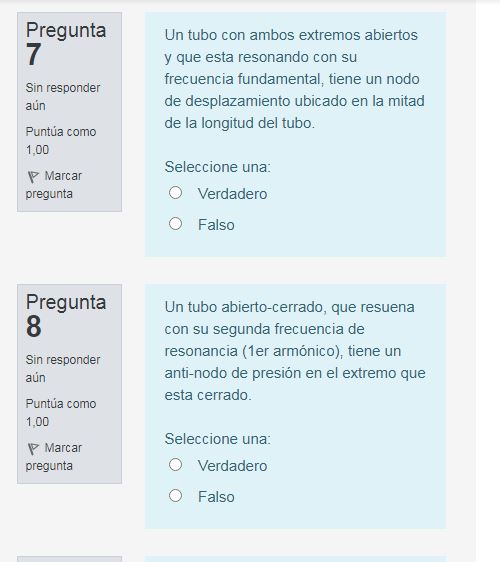 Pregunta
7
Sin responder
aún
Puntúa como
1,00
Marcar
pregunta
Un tubo con ambos extremos abiertos
y que esta resonando con su
frecuencia fundamental, tiene un nodo
de desplazamiento ubicado en la mitad
de la longitud del tubo.
Seleccione una:
Verdadero
Falso
Pregunta
8
Sin responder
aún
Puntúa como
1,00
Marcar
pregunta
Un tubo abierto-cerrado, que resuena
con su segunda frecuencia de
resonancia (1er armónico), tiene un
anti-nodo de presión en el extremo que
esta cerrado.
Seleccione una:
Verdadero
Falso